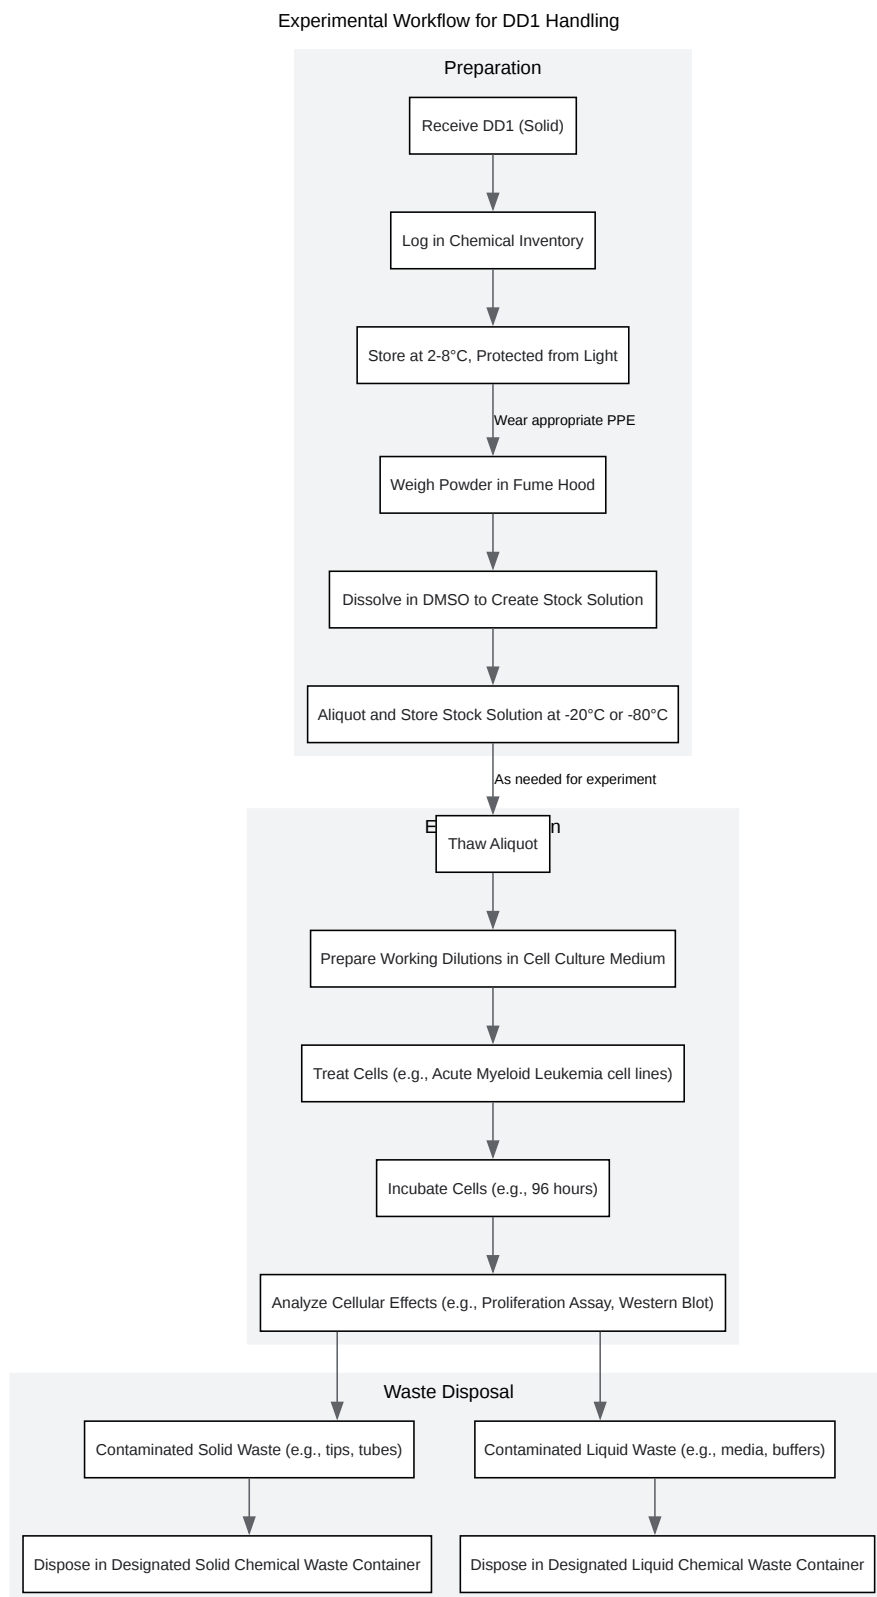 Experimental Workflow for DD1 Handling
Preparation
Receive DD1 (Solid)
Log in Chemical Inventory
Store at 2-8°C, Protected from Light
Wear appropriate PPE
Weigh Powder in Fume Hood
Dissolve in DMSO to Create Stock Solution
Aliquot and Store Stock Solution at -20°C or -80°C
As needed for experiment
Thaw Aliquot
Prepare Working Dilutions in Cell Culture Medium
Treat Cells (e.g., Acute Myeloid Leukemia cell lines)
Incubate Cells (e.g., 96 hours)
Analyze Cellular Effects (e.g., Proliferation Assay, Western Blot)
Waste Disposal
Contaminated Solid Waste (e.g., tips, tubes)
Contaminated Liquid Waste (e.g., media, buffers)
Dispose in Designated Solid Chemical Waste Container
Dispose in Designated Liquid Chemical Waste Container